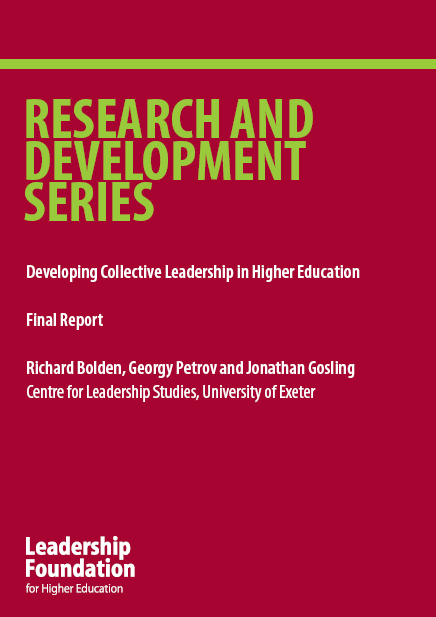 RESEARCH AND
DEVELOPMENT
SERIES
Developing Collective Leadership in Higher Education
Final Report
Richard Bolden, Georgy Petrov and Jonathan Gosling
Centre for Leadership Studies, University of Exeter
Leadership
Foundation
for Higher Education